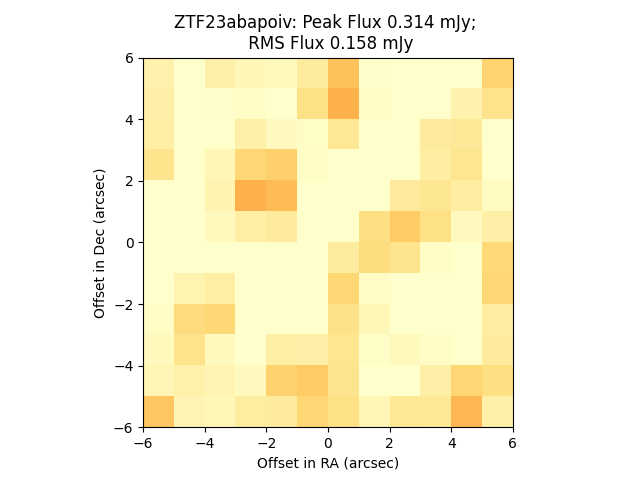 ZTF23abapoiv: Peak Flux 0.314 mJy;
RMS Flux 0.158 mJy
6
4
2
0
−2
−4
−6
Offset in Dec (arcsec)
−6 −4 −2 0 2 4 6
Offset in RA (arcsec)